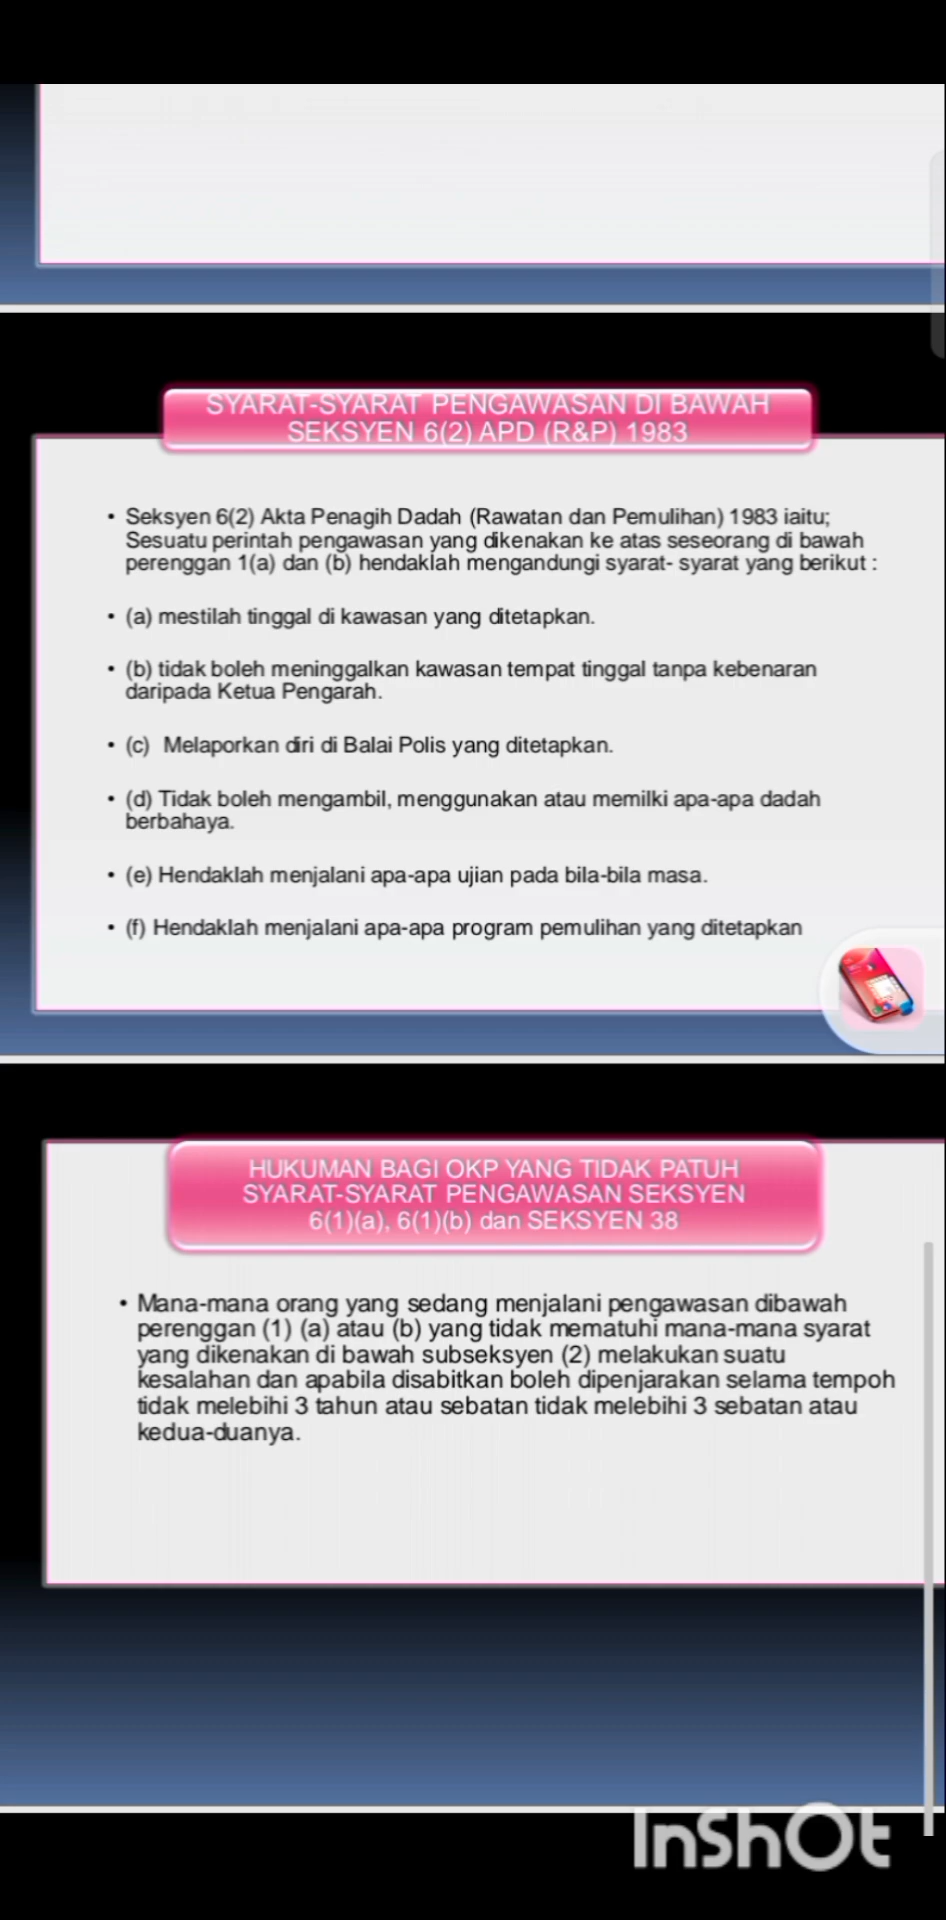 SYARAT-SYARAT PENGAWASAN DI BAWAH
SEKSYEN 6(2) APD (R&P) 1983
• Seksyen 6(2) Akta Penagih Dadah (Rawatan dan Pemulihan) 1983 iaitu;
Sesuatu perintah pengawasan yang dikenakan ke atas seseorang di bawah
perenggan 1(a) dan (b) hendaklah mengandungi syarat- syarat yang berikut :
• (a) mestilah tinggal di kawasan yang ditetapkan.
• (b) tidak boleh meninggalkan kawasan tempat tinggal tanpa kebenaran
daripada Ketua Pengarah.
• (c) Melaporkan diri di Balai Polis yang ditetapkan.
• (d) Tidak boleh mengambil, menggunakan atau memilki apa-apa dadah
berbahaya.
• (e) Hendaklah menjalani apa-apa ujian pada bila-bila masa.
• (f) Hendaklah menjalani apa-apa program pemulihan yang ditetapkan
HUKUMAN BAGI OKP YANG TIDAK PATUH
SYARAT-SYARAT PENGAWASAN SEKSYEN
6(1)(a), 6(1)(b) dan SEKSYEN 38
• Mana-mana orang yang sedang menjalani pengawasan dibawah
perenggan (1) (a) atau (b) yang tidak mematuhi mana-mana syarat
yang dikenakan di bawah subseksyen (2) melakukan suatu
kesalahan dan apabila disabitkan boleh dipenjarakan selama tempoh
tidak melebihi 3 tahun atau sebatan tidak melebihi 3 sebatan atau
kedua-duanya.
InShOt